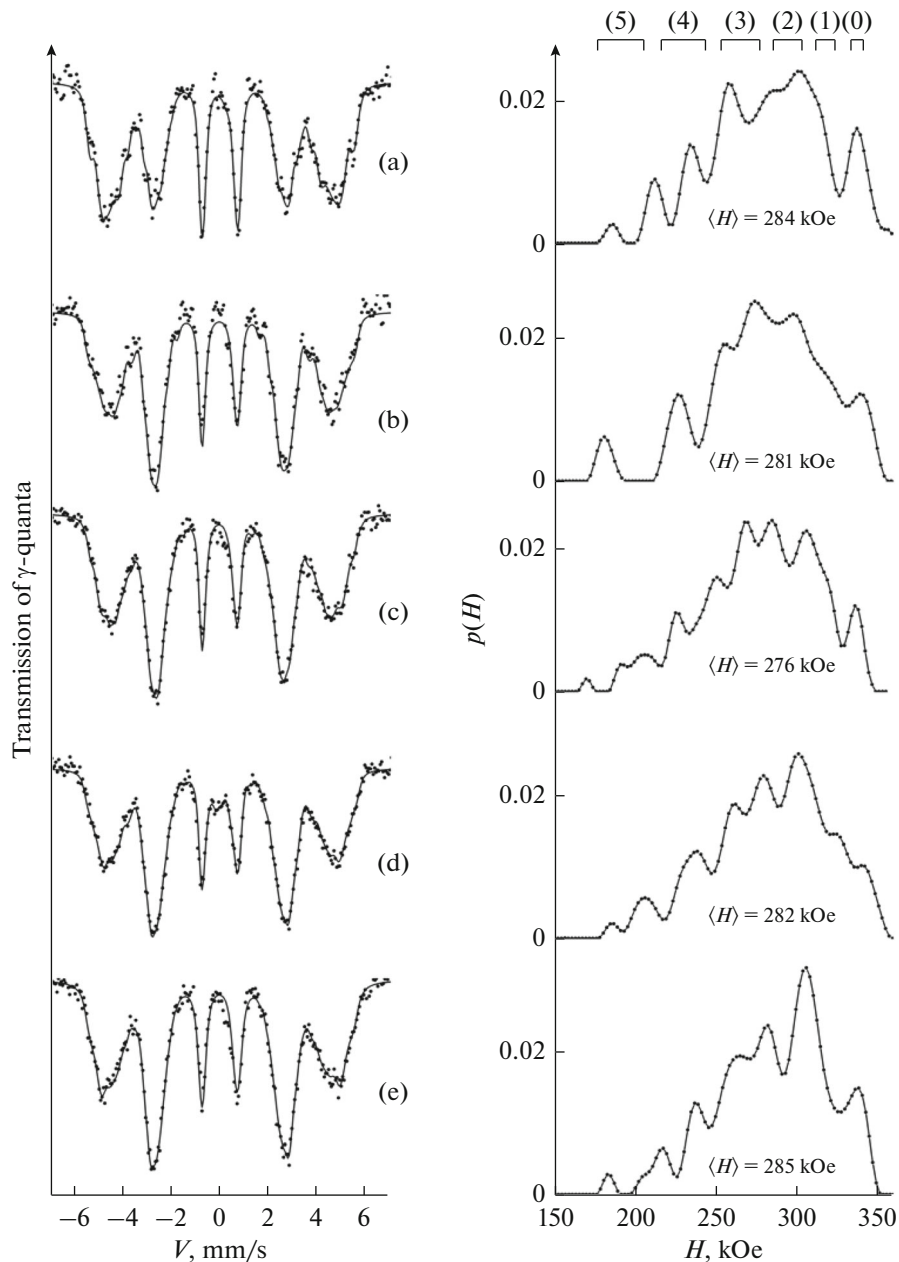 (5) (4) (3) (2) (1) (0)
Transmission of γ-quanta
(a)
(b)
(c)
(d)
(e)
−6 −4 −2 0 2 4 6
V, mm/s
p(H)
0.02
0
⟨H⟩ = 284 kOe
0.02
0
⟨H⟩ = 281 kOe
0.02
0
⟨H⟩ = 276 kOe
0.02
0
⟨H⟩ = 282 kOe
0.02
0
⟨H⟩ = 285 kOe
150 200 250 300 350
H, kOe